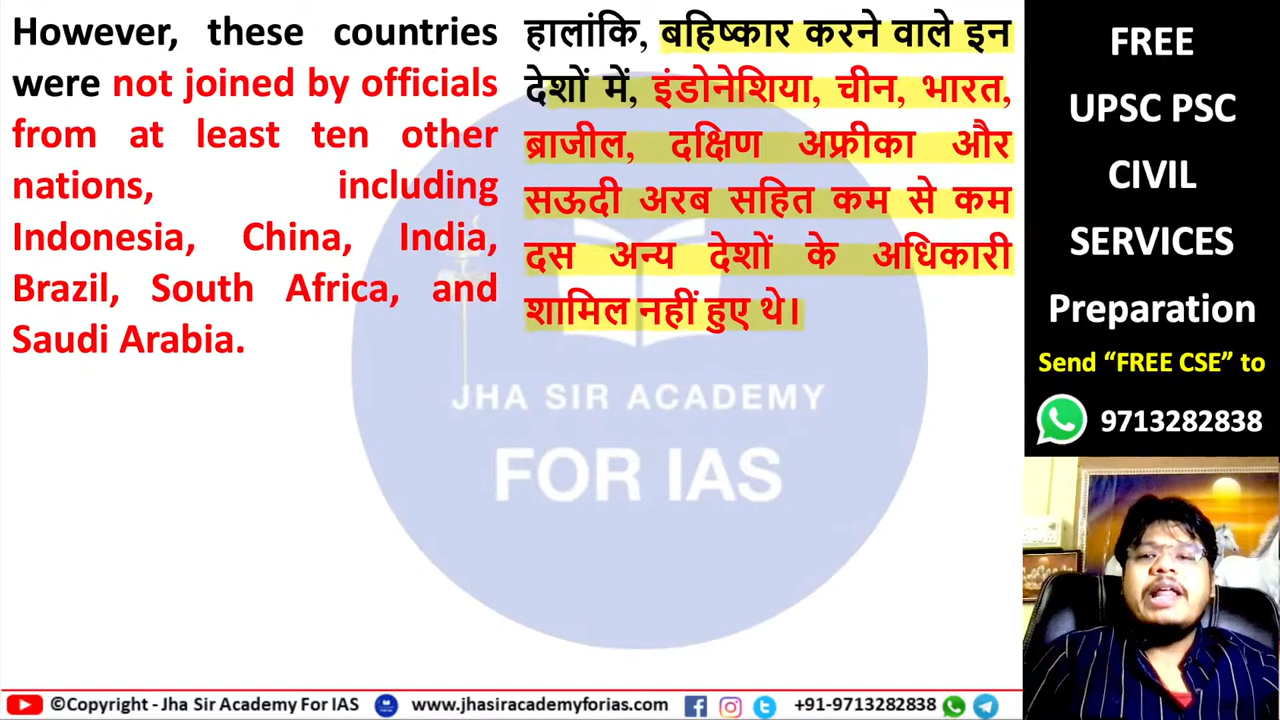 However, these countries
were not joined by officials
from at least ten other
nations, including
Indonesia, China, India,
Brazil, South Africa, and
Saudi Arabia.
हालांकि, बहिष्कार करने वाले इन
देशों में, इंडोनेशिया, चीन, भारत,
ब्राजील, दक्षिण अफ्रीका और
सऊदी अरब सहित कम से कम
दस अन्य देशों के अधिकारी
शामिल नहीं हुए थे।
JHA SIR ACADEMY
FOR IAS
FREE
UPSC PSC
CIVIL
SERVICES
Preparation
Send “FREE CSE” to
9713282838
©Copyright - Jha Sir Academy For IAS www.jhasiracademyforias.com +91-9713282838